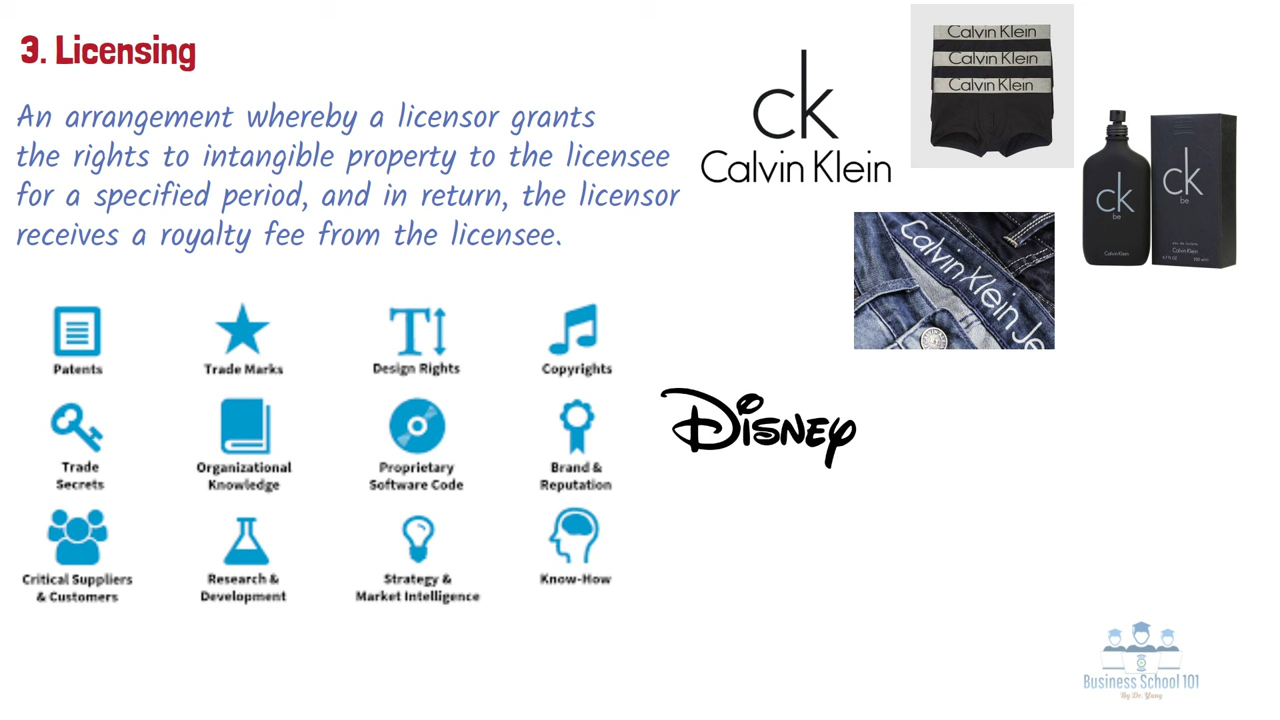 3. Licensing
An arrangement whereby a licensor grants
the rights to intangible property to the licensee
for a specified period, and in return, the licensor
receives a royalty fee from the licensee.
Patents
Trade Marks
Design Rights
Copyrights
Trade
Secrets
Organizational
Knowledge
Proprietary
Software Code
Brand &
Reputation
Critical Suppliers
& Customers
Research &
Development
Strategy &
Market Intelligence
Know-How
ck
Calvin Klein
Calvin Klein
Calvin Klein
Calvin Klein
ck
be
Calvin Klein
ck
be
Calvin Klein
Calvin Klein Je
Disney
Business School 101
By Dr. Yang